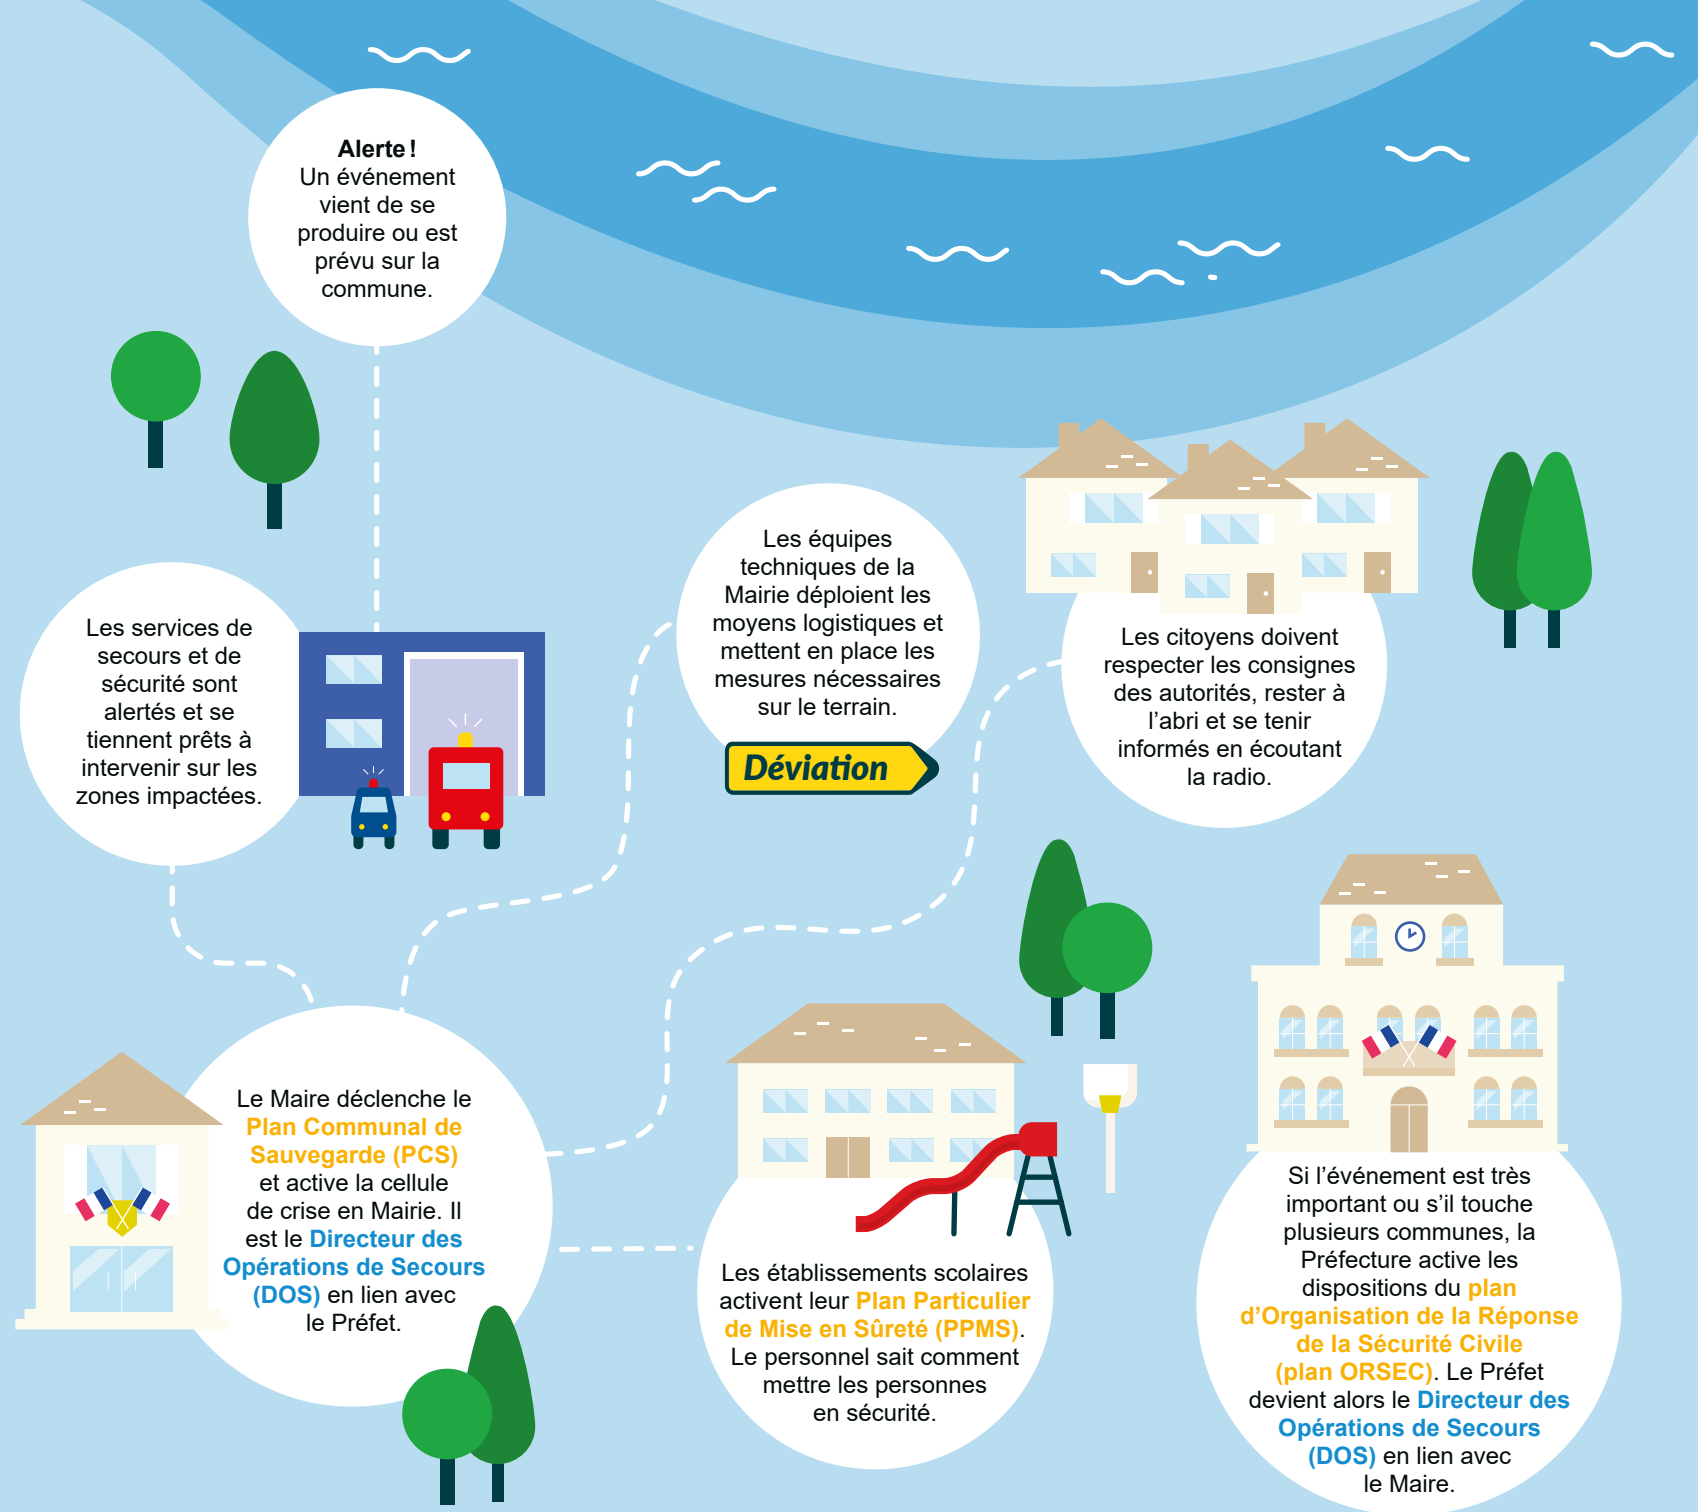 Alerte !
Un événement
vient de se
produire ou est
prévu sur la
commune.
Les services de
secours et de
sécurité sont
alertés et se
tiennent prêts à
intervenir sur les
zones impactées.
Les équipes
techniques de la
Mairie déploient les
moyens logistiques et
mettent en place les
mesures nécessaires
sur le terrain.
Déviation
Les citoyens doivent
respecter les consignes
des autorités, rester à
l’abri et se tenir
informés en écoutant
la radio.
Le Maire déclenche le
Plan Communal de
Sauvegarde (PCS)
et active la cellule
de crise en Mairie. Il
est le Directeur des
Opérations de Secours
(DOS) en lien avec
le Préfet.
Les établissements scolaires
activent leur Plan Particulier
de Mise en Sûreté (PPMS).
Le personnel sait comment
mettre les personnes
en sécurité.
Si l’événement est très
important ou s’il touche
plusieurs communes, la
Préfecture active les
dispositions du plan
d’Organisation de la Réponse
de la Sécurité Civile
(plan ORSEC). Le Préfet
devient alors le Directeur des
Opérations de Secours
(DOS) en lien avec
le Maire.